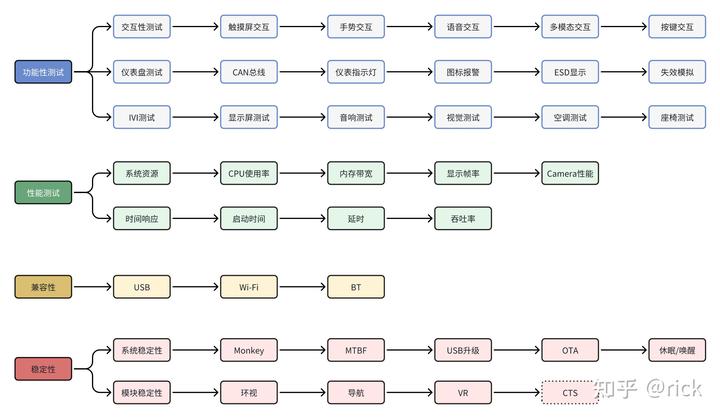 交互性测试 触摸屏交互 手势交互 语音交互 多模态交互 按键交互
功能性测试 仪表盘测试 CAN总线 仪表指示灯 图标报警 ESD显示 失效模拟
IVI测试 显示屏测试 音响测试 视觉测试 空调测试 座椅测试
系统资源 CPU使用率 内存带宽 显示帧率 Camera性能
性能测试
时间响应 启动时间 延时 吞吐率
兼容性 USB Wi-Fi BT
系统稳定性 Monkey MTBF USB升级 OTA 休眠/唤醒
稳定性
模块稳定性 环视 导航 VR CTS
知乎 @rick